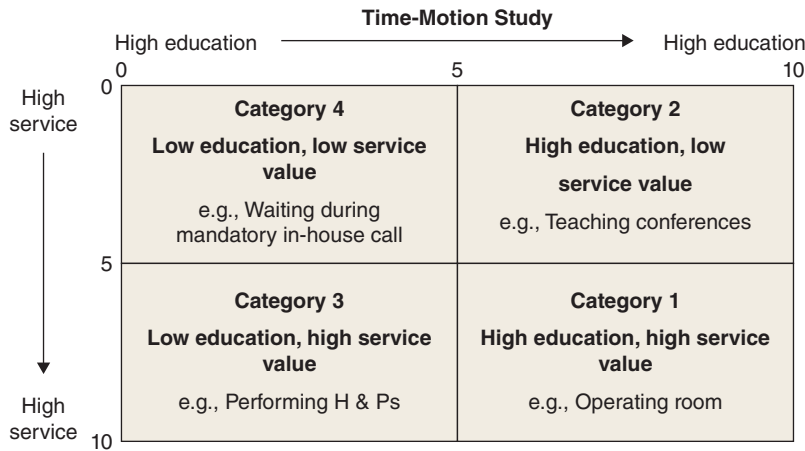 Time-Motion Study
High education
High education
0
5
10
High
service
0
Category 4
Low education, low service
value
e.g., Waiting during
mandatory in-house call
Category 2
High education, low
service value
e.g., Teaching conferences
5
Category 3
Low education, high service
value
e.g., Performing H & Ps
Category 1
High education, high service
value
e.g., Operating room
High
service
10